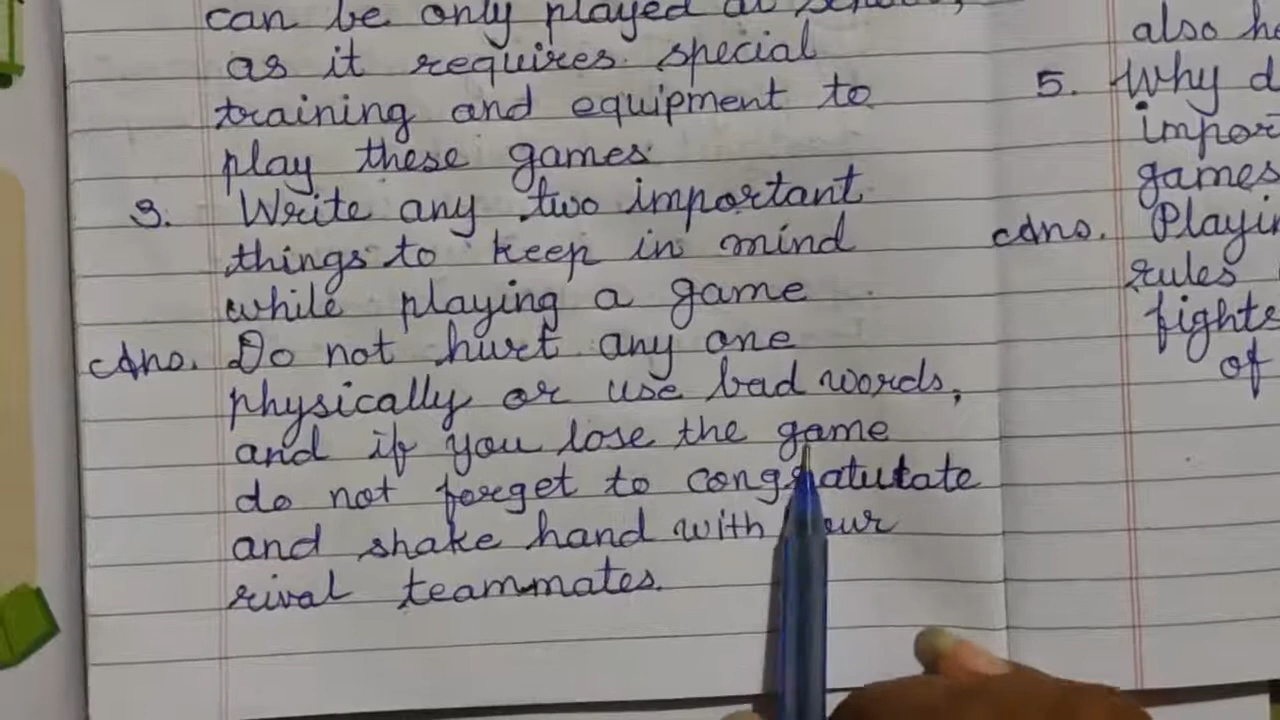 can be only played at school,
as it requires special
training and equipment to
play these games
3. Write any two important
things to keep in mind
while playing a game
Ans. Do not hurt any one
physically or use bad words,
and if you lose the game
do not forget to congratutate
and shake hand with your
rival teammates.
also
5. Why
games
Ans.
rules
of